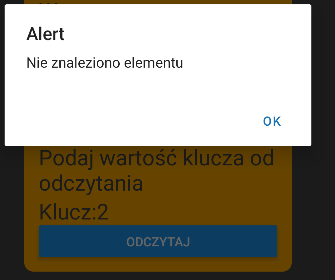 Alert
Nie znaleziono elementu
OK
Podaj wartość klucza od
odczytania
Klucz:2
ODCZYTAJ